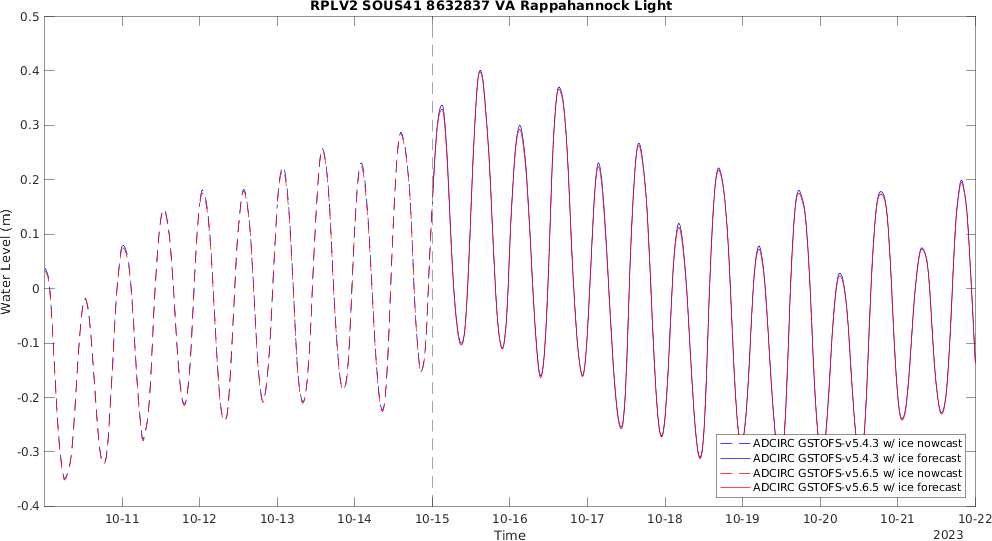 RPLV2 SOUS41 8632837 VA Rappahannock Light
0.5
0.4
0.3
0.2
0.1
0
-0.1
-0.2
-0.3
-0.4
Water Level (m)
ADCIRC GSTOFS-v5.4.3 w/ ice nowcast
ADCIRC GSTOFS-v5.4.3 w/ ice forecast
ADCIRC GSTOFS-v5.6.5 w/ ice nowcast
ADCIRC GSTOFS-v5.6.5 w/ ice forecast
10-11 10-12 10-13 10-14 10-15 10-16 10-17 10-18 10-19 10-20 10-21 10-22
Time
2023